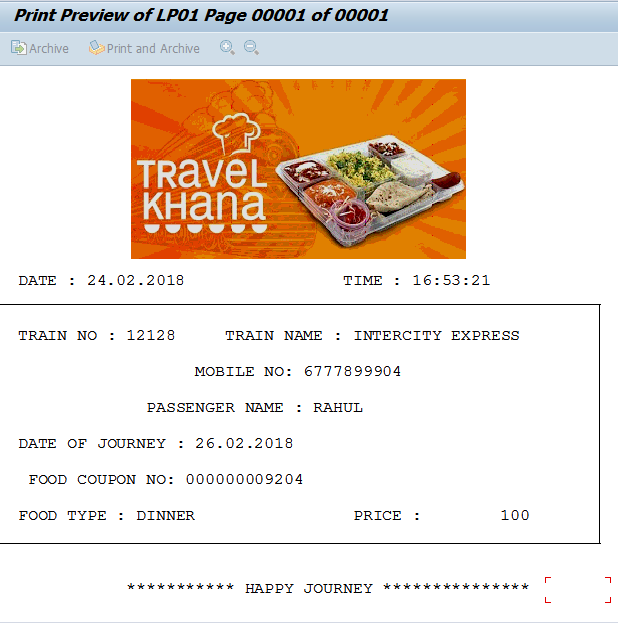 Print Preview of LP01 Page 00001 of 00001
Archive Print and Archive
TRAVEL
KHANA
DATE : 24.02.2018 TIME : 16:53:21
TRAIN NO : 12128 TRAIN NAME : INTERCITY EXPRESS
MOBILE NO: 6777899904
PASSENGER NAME : RAHUL
DATE OF JOURNEY : 26.02.2018
FOOD COUPON NO: 000000009204
FOOD TYPE : DINNER PRICE : 100
*********** HAPPY JOURNEY ***************